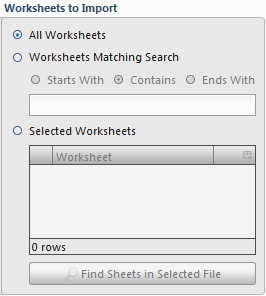 Worksheets to Import
All Worksheets
Worksheets Matching Search
Starts With Contains Ends With
Selected Worksheets
Worksheet
0 rows
Find Sheets in Selected File